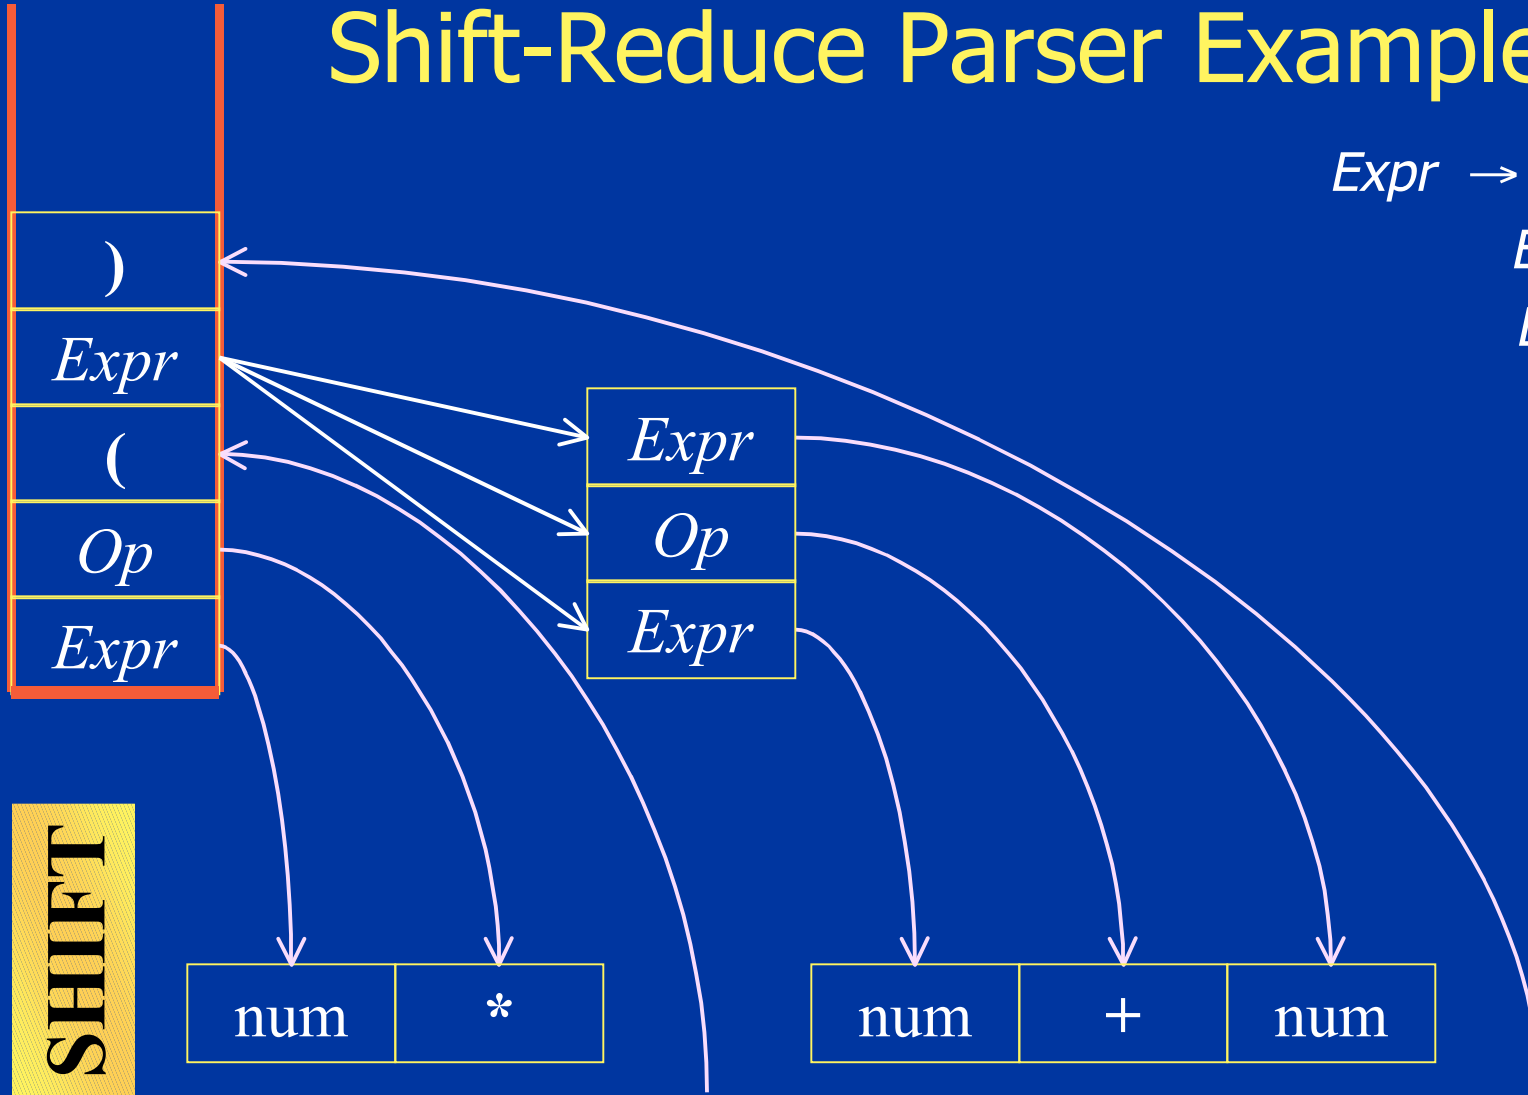 Shift-Reduce Parser Example
Expr →
)
Expr
(
Op
Expr
Expr
Op
Expr
SHIFT
num * num + num